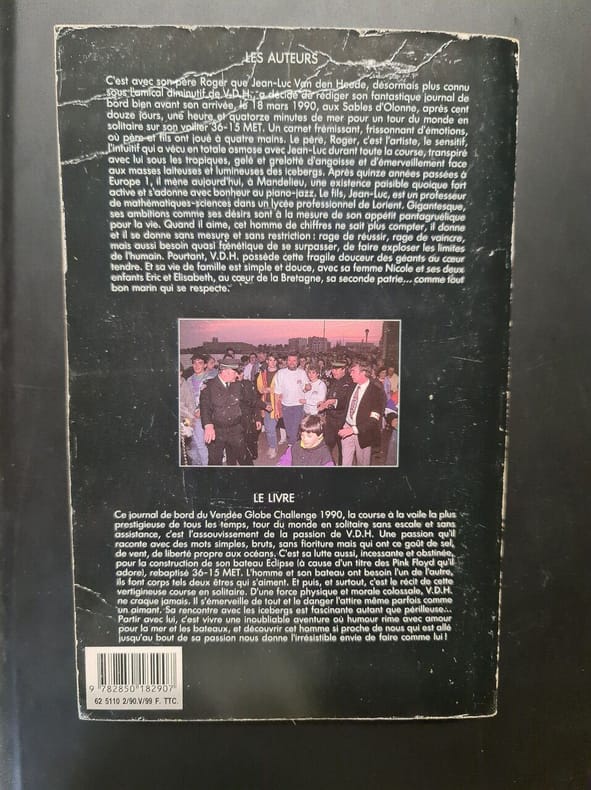 LES AUTEURS
C'est avec son père Roger que Jean-Luc Van den Heede, désormais plus connu
sous l'amical diminutif de V.D.H., a décidé de rédiger son fantastique journal de
bord bien avant son arrivée, le 18 mars 1990, aux Sables d'Olonne, après cent
douze jours, une heure et quatorze minutes de mer pour un tour du monde en
solitaire sur son voilier 36-15 MET. Un carnet frémissant, frissonnant d'émotions,
où père et fils ont joué à quatre mains. Le père, Roger, c'est l'artiste, le sensitif,
l'intuitif qui a vécu en totale osmose avec Jean-Luc durant toute la course, transpiré
avec lui sous les tropiques, gelé et grelotté d'angoisse et d'émerveillement face
aux masses laiteuses et lumineuses des icebergs. Après quinze années passées à
Europe 1, il mène aujourd'hui, à Mandelieu, une existence paisible quoique fort
active et s'adonne avec bonheur au piano-jazz. Le fils, Jean-Luc, est un professeur
de mathématiques-sciences dans un lycée professionnel de Lorient. Gigantesque,
ses ambitions comme ses désirs sont à la mesure de son appétit pantagruélique
pour la vie. Quand il aime, cet homme de chiffres ne sait plus compter, il donne
et il se donne sans mesure et sans restriction : rage de réussir, rage de vaincre,
mais aussi besoin quasi frénétique de se surpasser, de faire exploser les limites
de l'humain. Pourtant, V.D.H. possède cette fragile douceur des géants au cœur
tendre. Et sa vie de famille est simple et douce, avec sa femme Nicole et ses deux
enfants Eric et Elisabeth, au cœur de la Bretagne, sa seconde patrie... comme tout
bon marin qui se respecte.
LE LIVRE
Ce journal de bord du Vendée Globe Challenge 1990, la course à la voile la plus
prestigieuse de tous les temps, tour du monde en solitaire sans escale et sans
assistance, c'est l'assouvissement de la passion de V.D.H. Une passion qu'il
raconte avec des mots simples, bruts, sans fioriture mais qui ont ce goût de sel,
de vent, de liberté propre aux océans. C'est sa lutte aussi, incessante et obstinée,
pour la construction de son bateau Eclipse (à cause d'un titre des Pink Floyd qu'il
adore), rebaptisé 36-15 MET. L'homme et son bateau ont besoin l'un de l'autre,
ils font corps tels deux êtres qui s'aiment. Et puis, et surtout, c'est le récit de cette
vertigineuse course en solitaire. D'une force physique et morale colossale, V.D.H.
ne craque jamais. Il s'émerveille de tout et le danger l'attire même parfois comme
un aimant. Sa rencontre avec les icebergs est fascinante autant que périlleuse...
Partir avec lui, c'est vivre une inoubliable aventure où humour rime avec amour
pour la mer et les bateaux, et découvrir cet homme si proche de nous qui est allé
jusqu'au bout de sa passion nous donne l'irrésistible envie de faire comme lui !
9 782850 182907
62 5110 2/90.V/99 F. TTC.